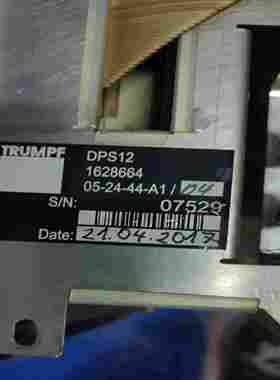 TRUMPF DPS12
1628664
05-24-44-A1 / 04
S/N: 07529
Date: 21.04.2017